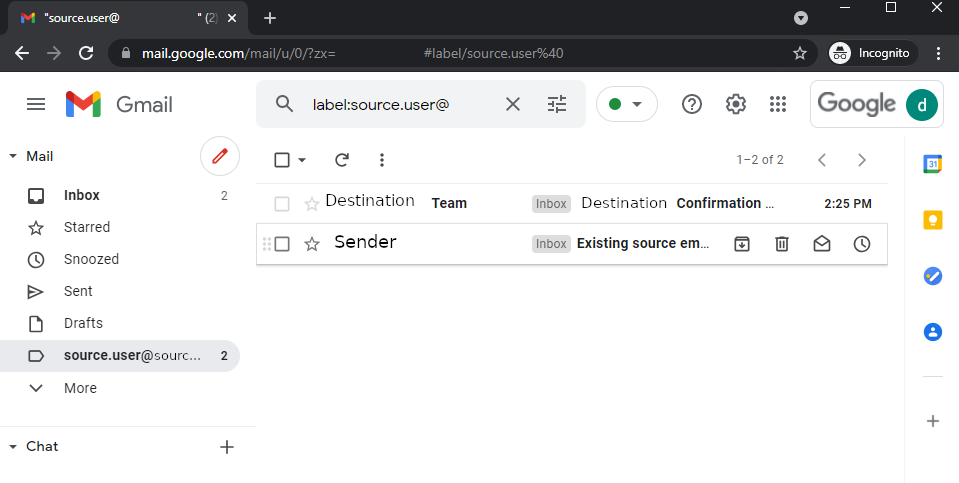 "source.user@ " (2)
mail.google.com/mail/u/0/?zx= #label/source.user%40
Incognito
Gmail
label:source.user@
Google
d
Mail
1–2 of 2
31
Inbox 2
Destination Team Inbox Destination Confirmation ... 2:25 PM
Starred
Sender Inbox Existing source em...
Snoozed
Sent
Drafts
source.user@sourc... 2
More
Chat